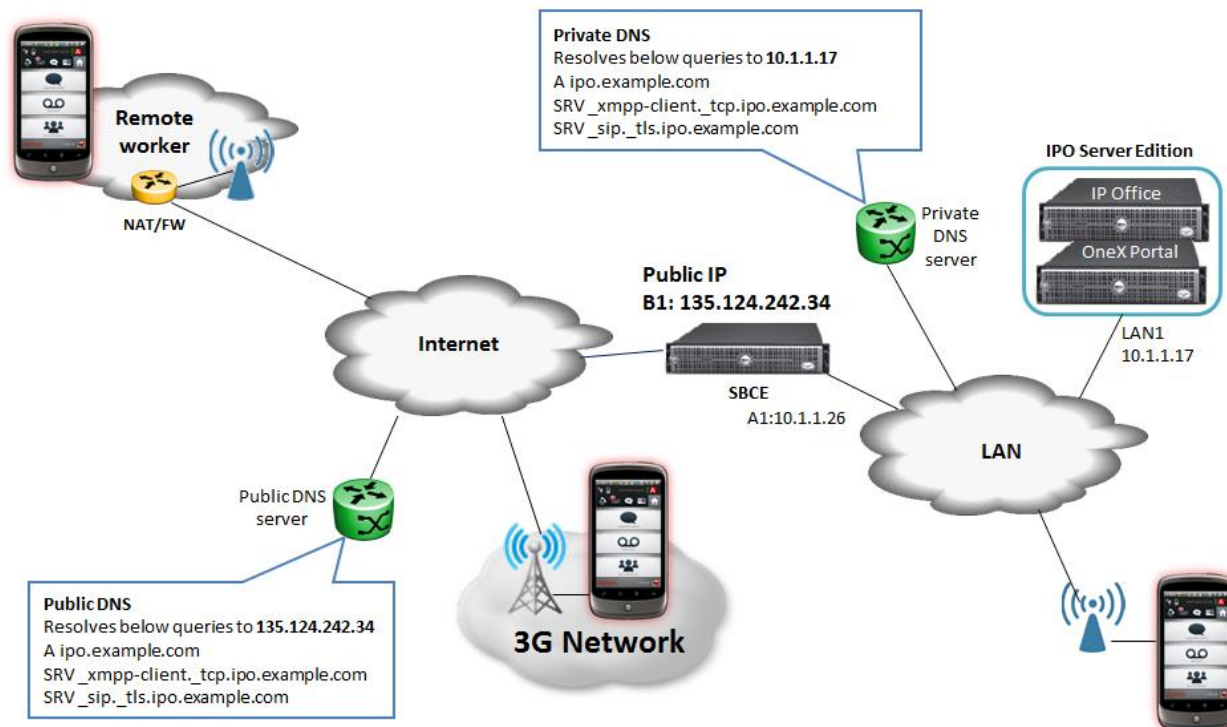 Private DNS
Resolves below queries to 10.1.1.17
A ipo.example.com
SRV _xmpp-client._tcp.ipo.example.com
SRV _sip._tls.ipo.example.com
Remote
worker
NAT/FW
IPO Server Edition
IP Office
OneX Portal
LAN1
10.1.1.17
Private
DNS
server
Public IP
B1: 135.124.242.34
Internet
SBCE
A1:10.1.1.26
LAN
Public DNS
server
3G Network
Public DNS
Resolves below queries to 135.124.242.34
A ipo.example.com
SRV _xmpp-client._tcp.ipo.example.com
SRV _sip._tls.ipo.example.com